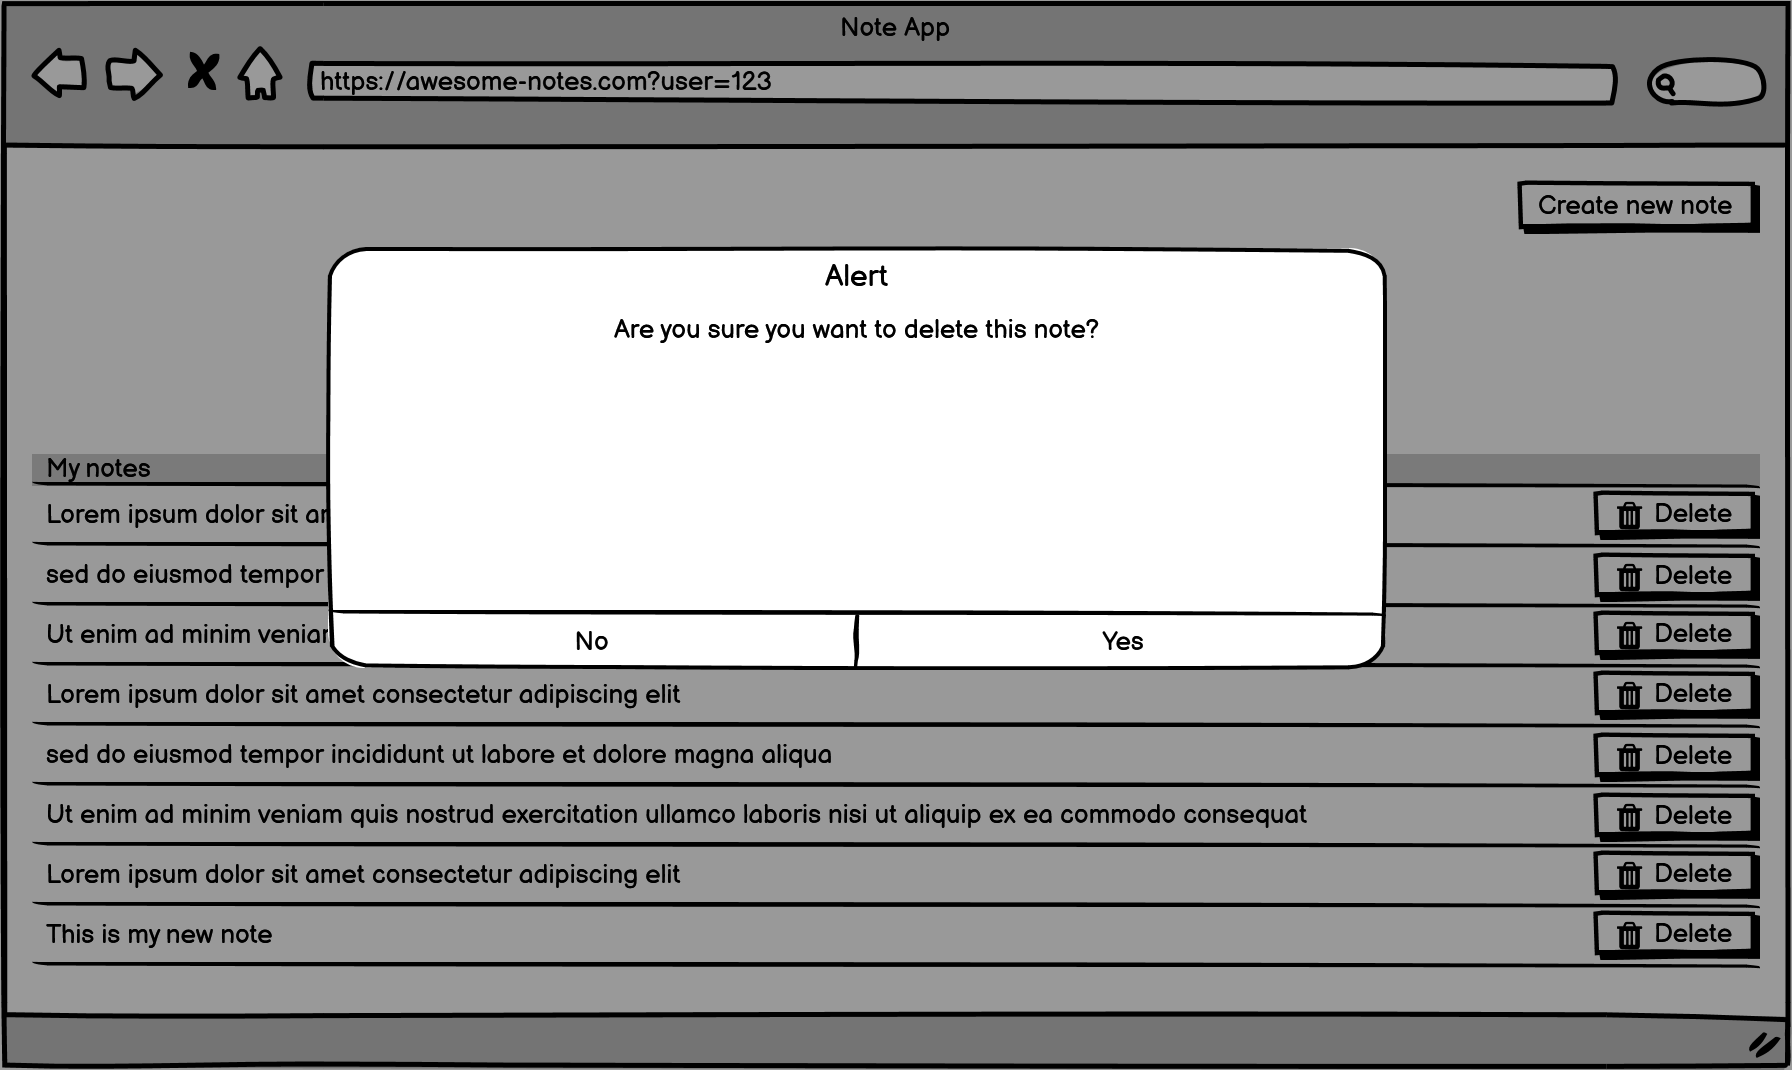 Note App
https://awesome-notes.com?user=123
Create new note
Alert
Are you sure you want to delete this note?
My notes
Lorem ipsum dolor sit
Delete
sed do eiusmod tempor
Delete
Ut enim ad minim
Delete
No
Yes
Lorem ipsum dolor sit amet consectetur adipiscing elit
Delete
sed do eiusmod tempor incididunt ut labore et dolore magna aliqua
Delete
Ut enim ad minim veniam quis nostrud exercitation ullamco laboris nisi ut aliquip ex ea commodo consequat
Delete
Lorem ipsum dolor sit amet consectetur adipiscing elit
Delete
This is my new note
Delete